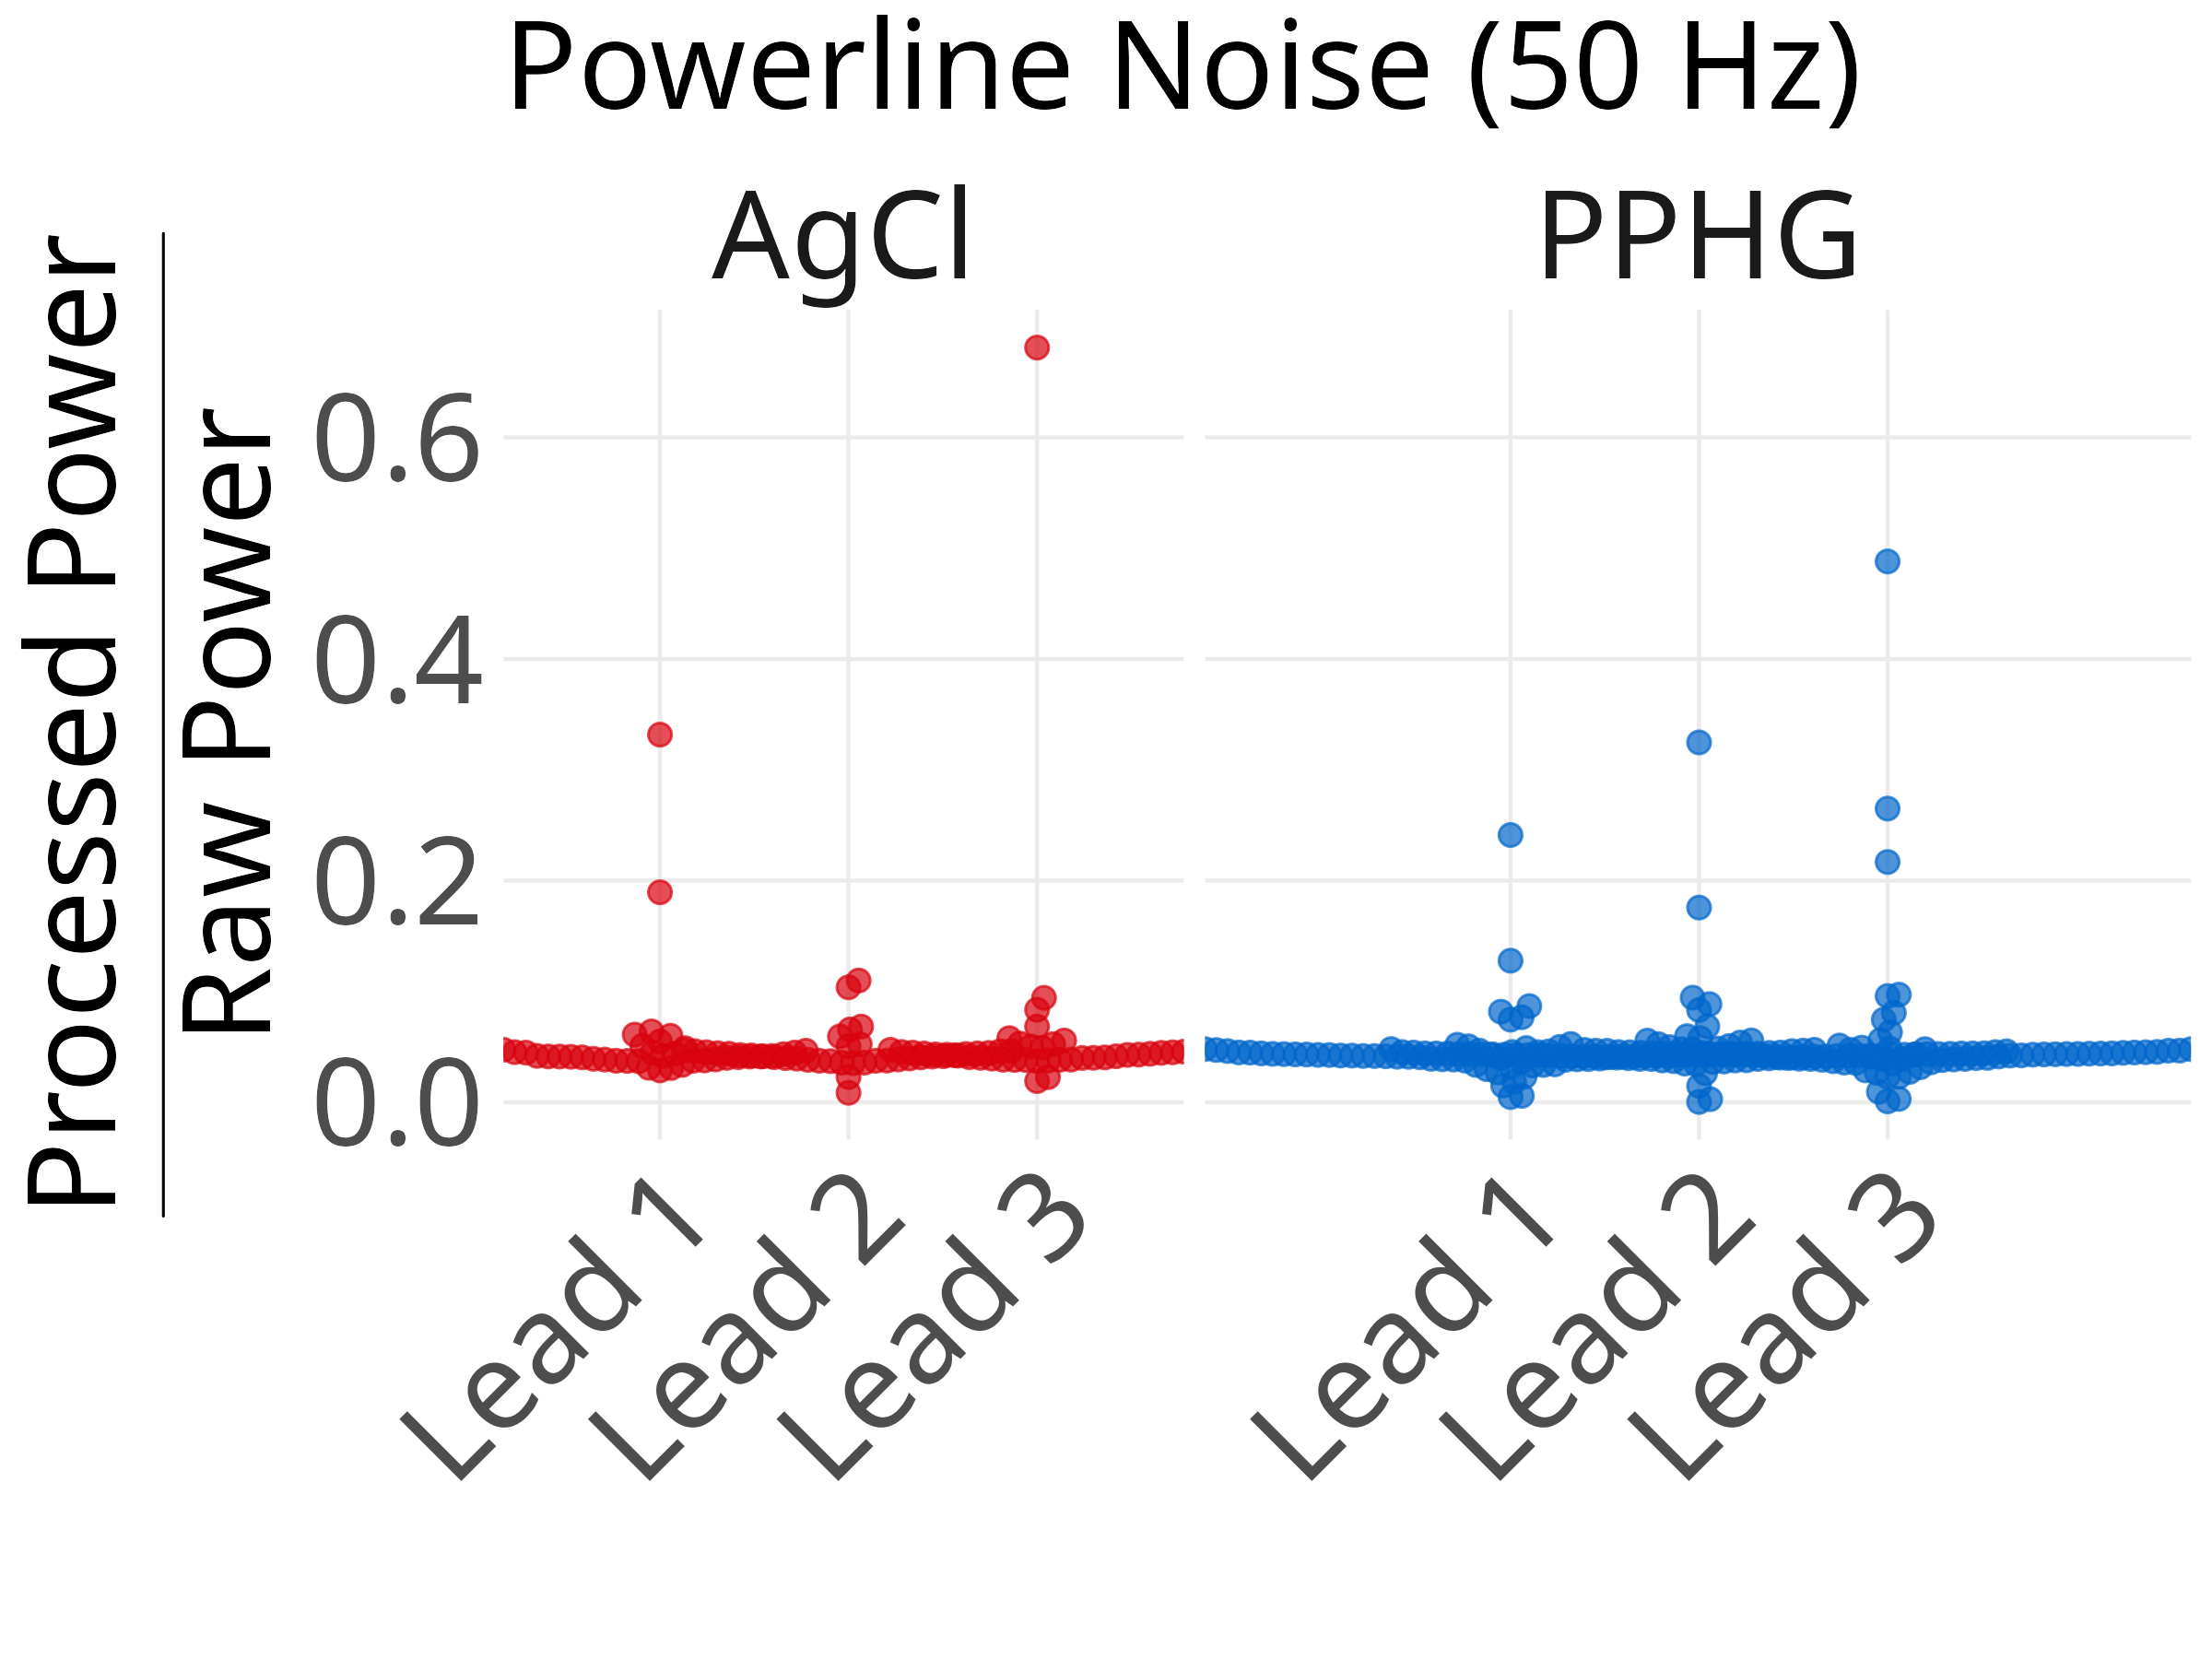 Powerline Noise (50 Hz)
AgCl
PPHG
Processed Power
Raw Power
0.6
0.4
0.2
0.0
Lead 1
Lead 2
Lead 3
Lead 1
Lead 2
Lead 3